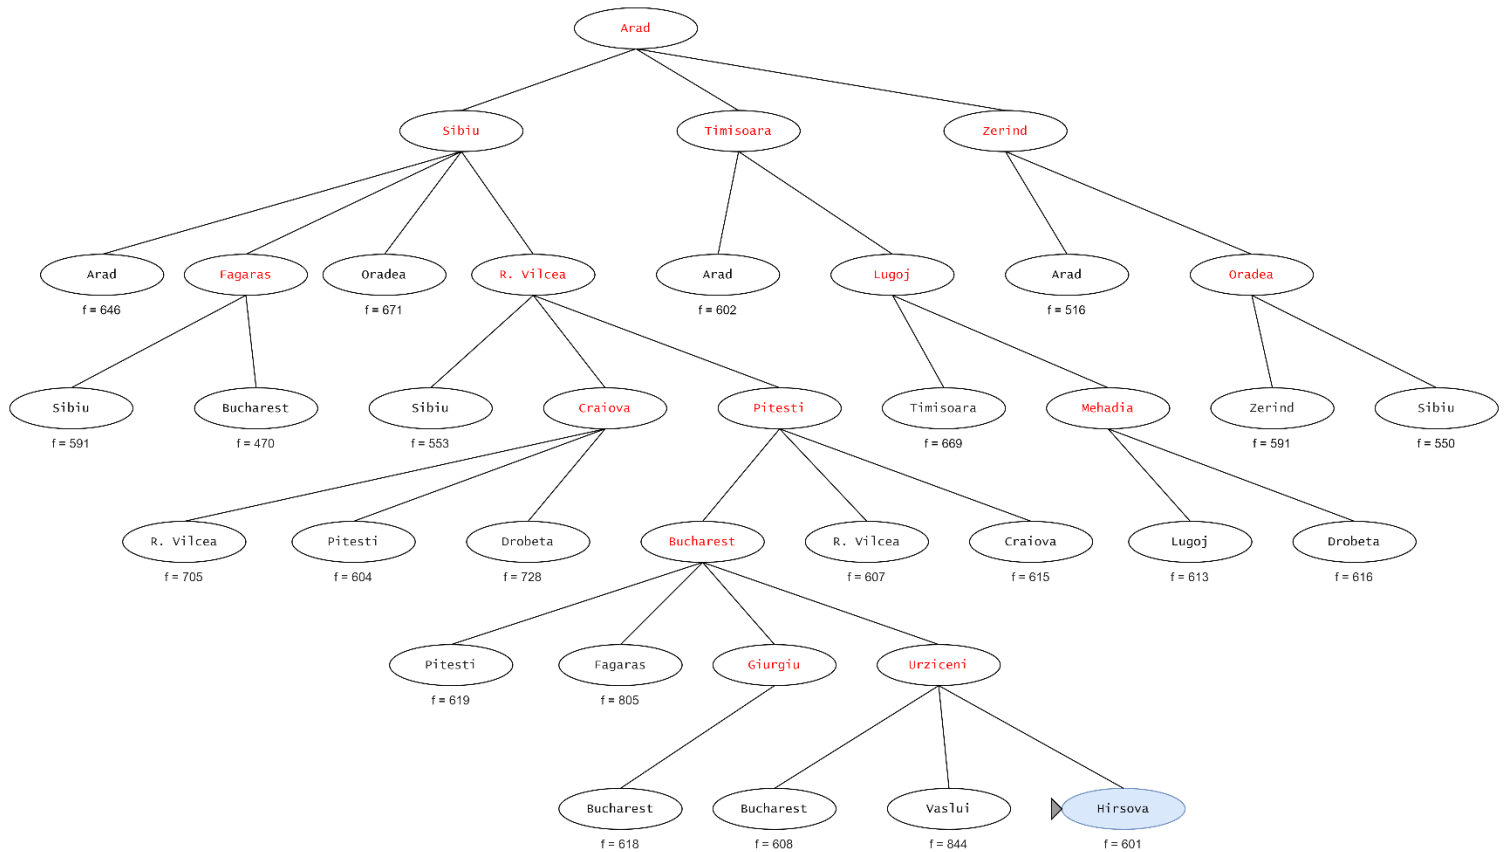 Arad
Sibiu Timisoara Zerind
Arad Fagaras Oradea R. Vilcea Arad Lugoj Arad Oradea
f = 646 f = 671 f = 602 f = 516
Sibiu Bucharest Sibiu Craiova Pitesti Timisoara Mehadia Zerind Sibiu
f = 591 f = 470 f = 553 f = 669 f = 591 f = 550
R. Vilcea Pitesti Drobeta Bucharest R. Vilcea Craiova Lugoj Drobeta
f = 705 f = 604 f = 728 f = 607 f = 615 f = 613 f = 616
Pitesti Fagaras Giurgiu Urziceni
f = 619 f = 805
Bucharest Bucharest Vaslui Hirsova
f = 618 f = 608 f = 844 f = 601